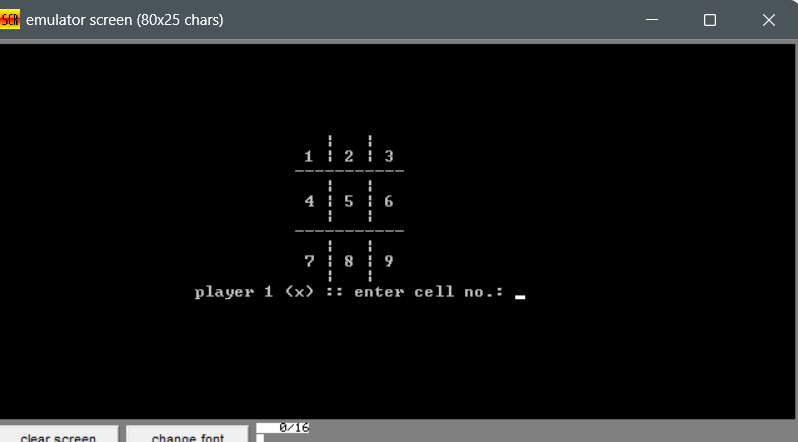 SCR emulator screen (80x25 chars)
¦ ¦
1 ¦ 2 ¦ 3
-----------
¦ ¦
4 ¦ 5 ¦ 6
¦ ¦
-----------
¦ ¦
7 ¦ 8 ¦ 9
¦ ¦
player 1 (x) :: enter cell no.: _
clear screen change font 0/16